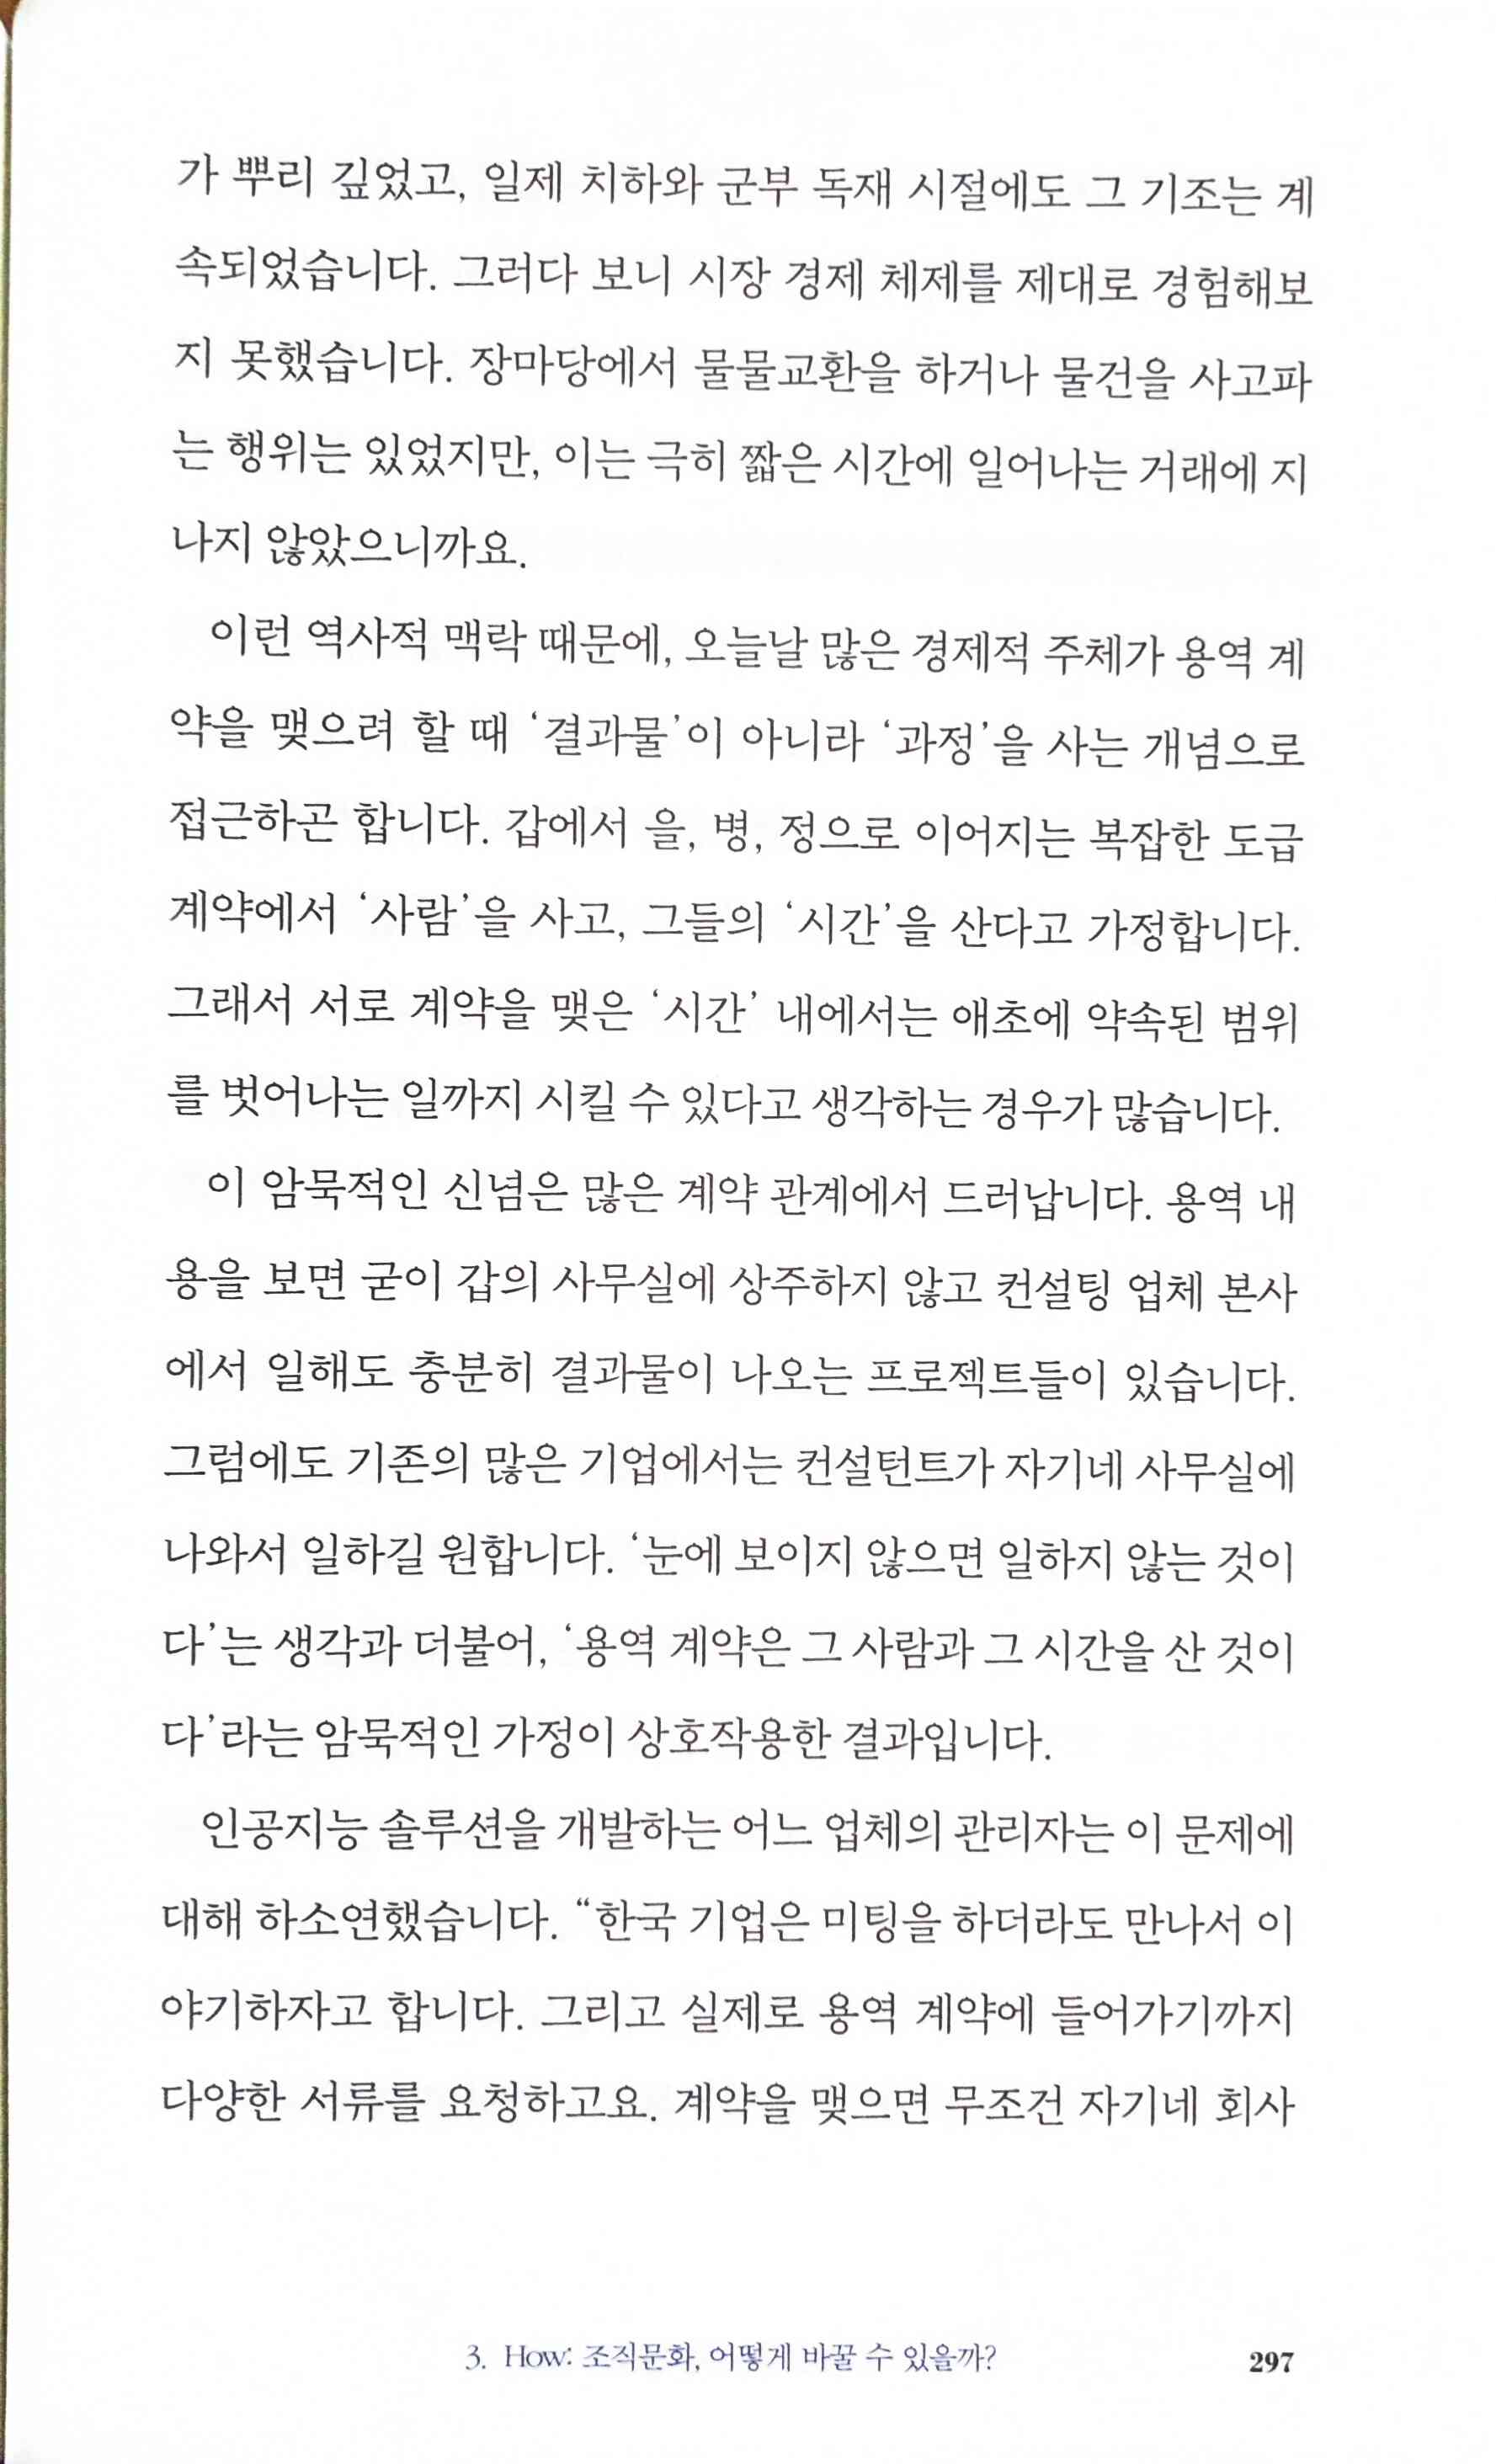 가 뿌리 깊었고, 일제 치하와 군부 독재 시절에도 그 기조는 계
속되었습니다. 그러다 보니 시장 경제 체제를 제대로 경험해보
지 못했습니다. 장마당에서 물물교환을 하거나 물건을 사고파
는 행위는 있었지만, 이는 극히 짧은 시간에 일어나는 거래에 지
나지 않았으니까요.
이런 역사적 맥락 때문에, 오늘날 많은 경제적 주체가 용역 계
약을 맺으려 할 때 ‘결과물’이 아니라 ‘과정’을 사는 개념으로
접근하곤 합니다. 갑에서 을, 병, 정으로 이어지는 복잡한 도급
계약에서 ‘사람’을 사고, 그들의 ‘시간’을 산다고 가정합니다.
그래서 서로 계약을 맺은 ‘시간’ 내에서는 애초에 약속된 범위
를 벗어나는 일까지 시킬 수 있다고 생각하는 경우가 많습니다.
이 암묵적인 신념은 많은 계약 관계에서 드러납니다. 용역 내
용을 보면 굳이 갑의 사무실에 상주하지 않고 컨설팅 업체 본사
에서 일해도 충분히 결과물이 나오는 프로젝트들이 있습니다.
그럼에도 기존의 많은 기업에서는 컨설턴트가 자기네 사무실에
나와서 일하길 원합니다. ‘눈에 보이지 않으면 일하지 않는 것이
다’는 생각과 더불어, ‘용역 계약은 그 사람과 그 시간을 산 것이
다’라는 암묵적인 가정이 상호작용한 결과입니다.
인공지능 솔루션을 개발하는 어느 업체의 관리자는 이 문제에
대해 하소연했습니다. “한국 기업은 미팅을 하더라도 만나서 이
야기하자고 합니다. 그리고 실제로 용역 계약에 들어가기까지
다양한 서류를 요청하고요. 계약을 맺으면 무조건 자기네 회사
3. How: 조직문화, 어떻게 바꿀 수 있을까? 297